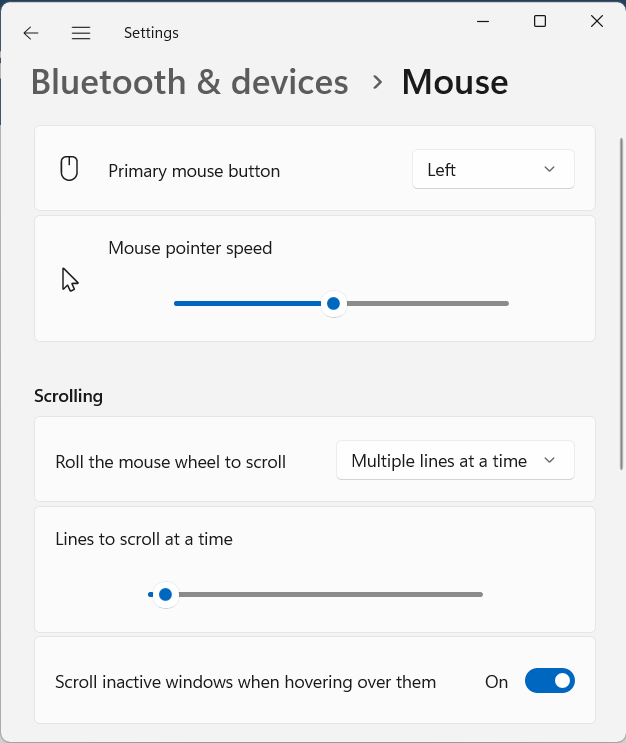 Settings
Bluetooth & devices > Mouse
Primary mouse button Left
Mouse pointer speed
Scrolling
Roll the mouse wheel to scroll Multiple lines at a time
Lines to scroll at a time
Scroll inactive windows when hovering over them On